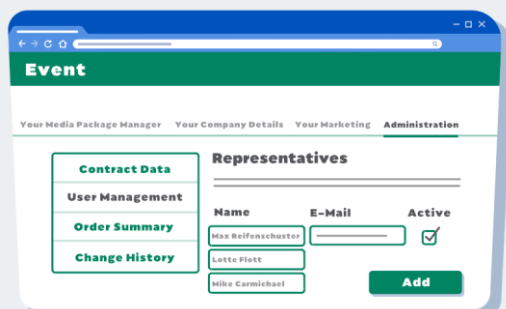 Event
Your Media Package Manager Your Company Details Your Marketing Administration
Contract Data
User Management
Order Summary
Change History
Representatives
Name E-Mail Active
Max Reifenschuster
Lotte Flott
Mike Carmichael
Add